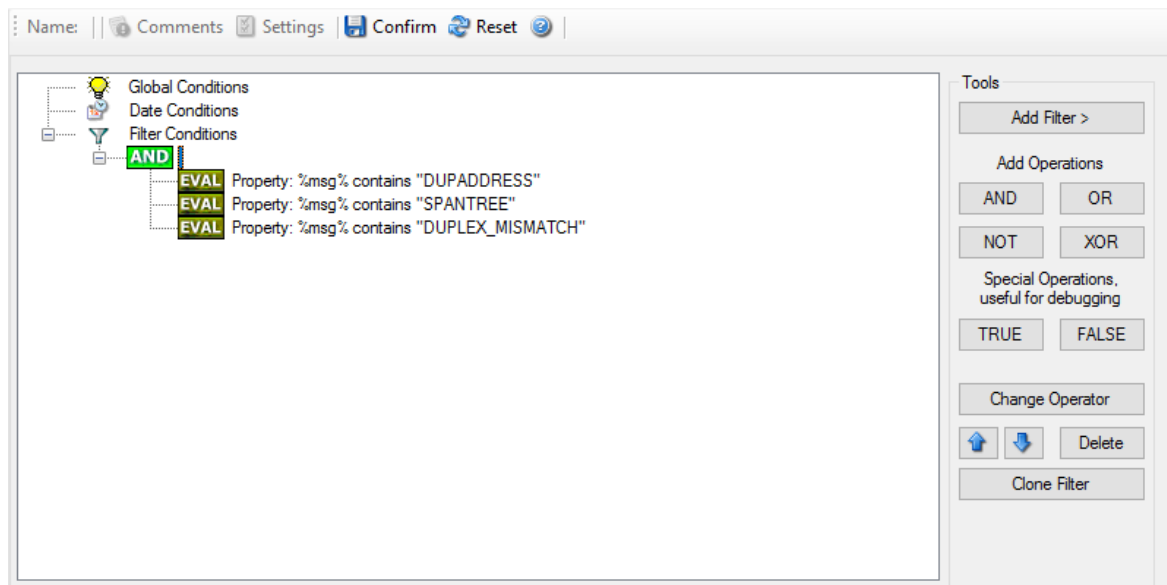 Name: Comments Settings Confirm Reset
Global Conditions
Date Conditions
Filter Conditions
AND
EVAL Property: %msg% contains "DUPADDRESS"
EVAL Property: %msg% contains "SPANTREE"
EVAL Property: %msg% contains "DUPLEX_MISMATCH"
Tools
Add Filter >
Add Operations
AND OR
NOT XOR
Special Operations,
useful for debugging
TRUE FALSE
Change Operator
Delete
Clone Filter